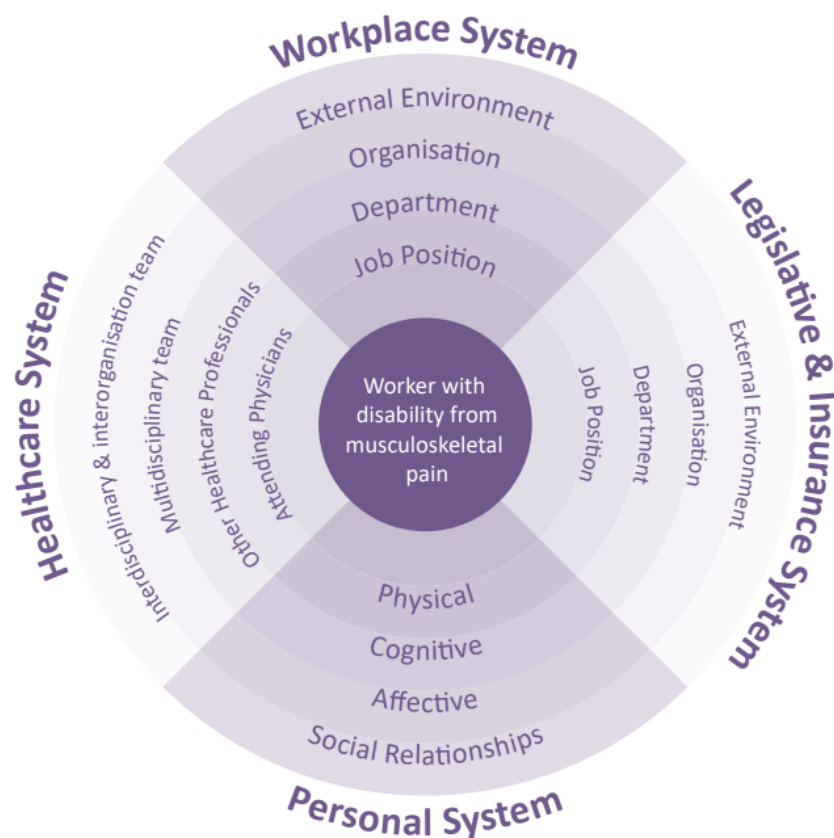 Workplace System
External Environment
Organisation
Department
Job Position
Legislative & Insurance System
External Environment
Organisation
Department
Job Position
Healthcare System
Interdisciplinary & interorganisation team
Multidisciplinary team
Other Healthcare Professionals
Attending Physicians
Worker with
disability from
musculoskeletal
pain
Physical
Cognitive
Affective
Social Relationships
Personal System